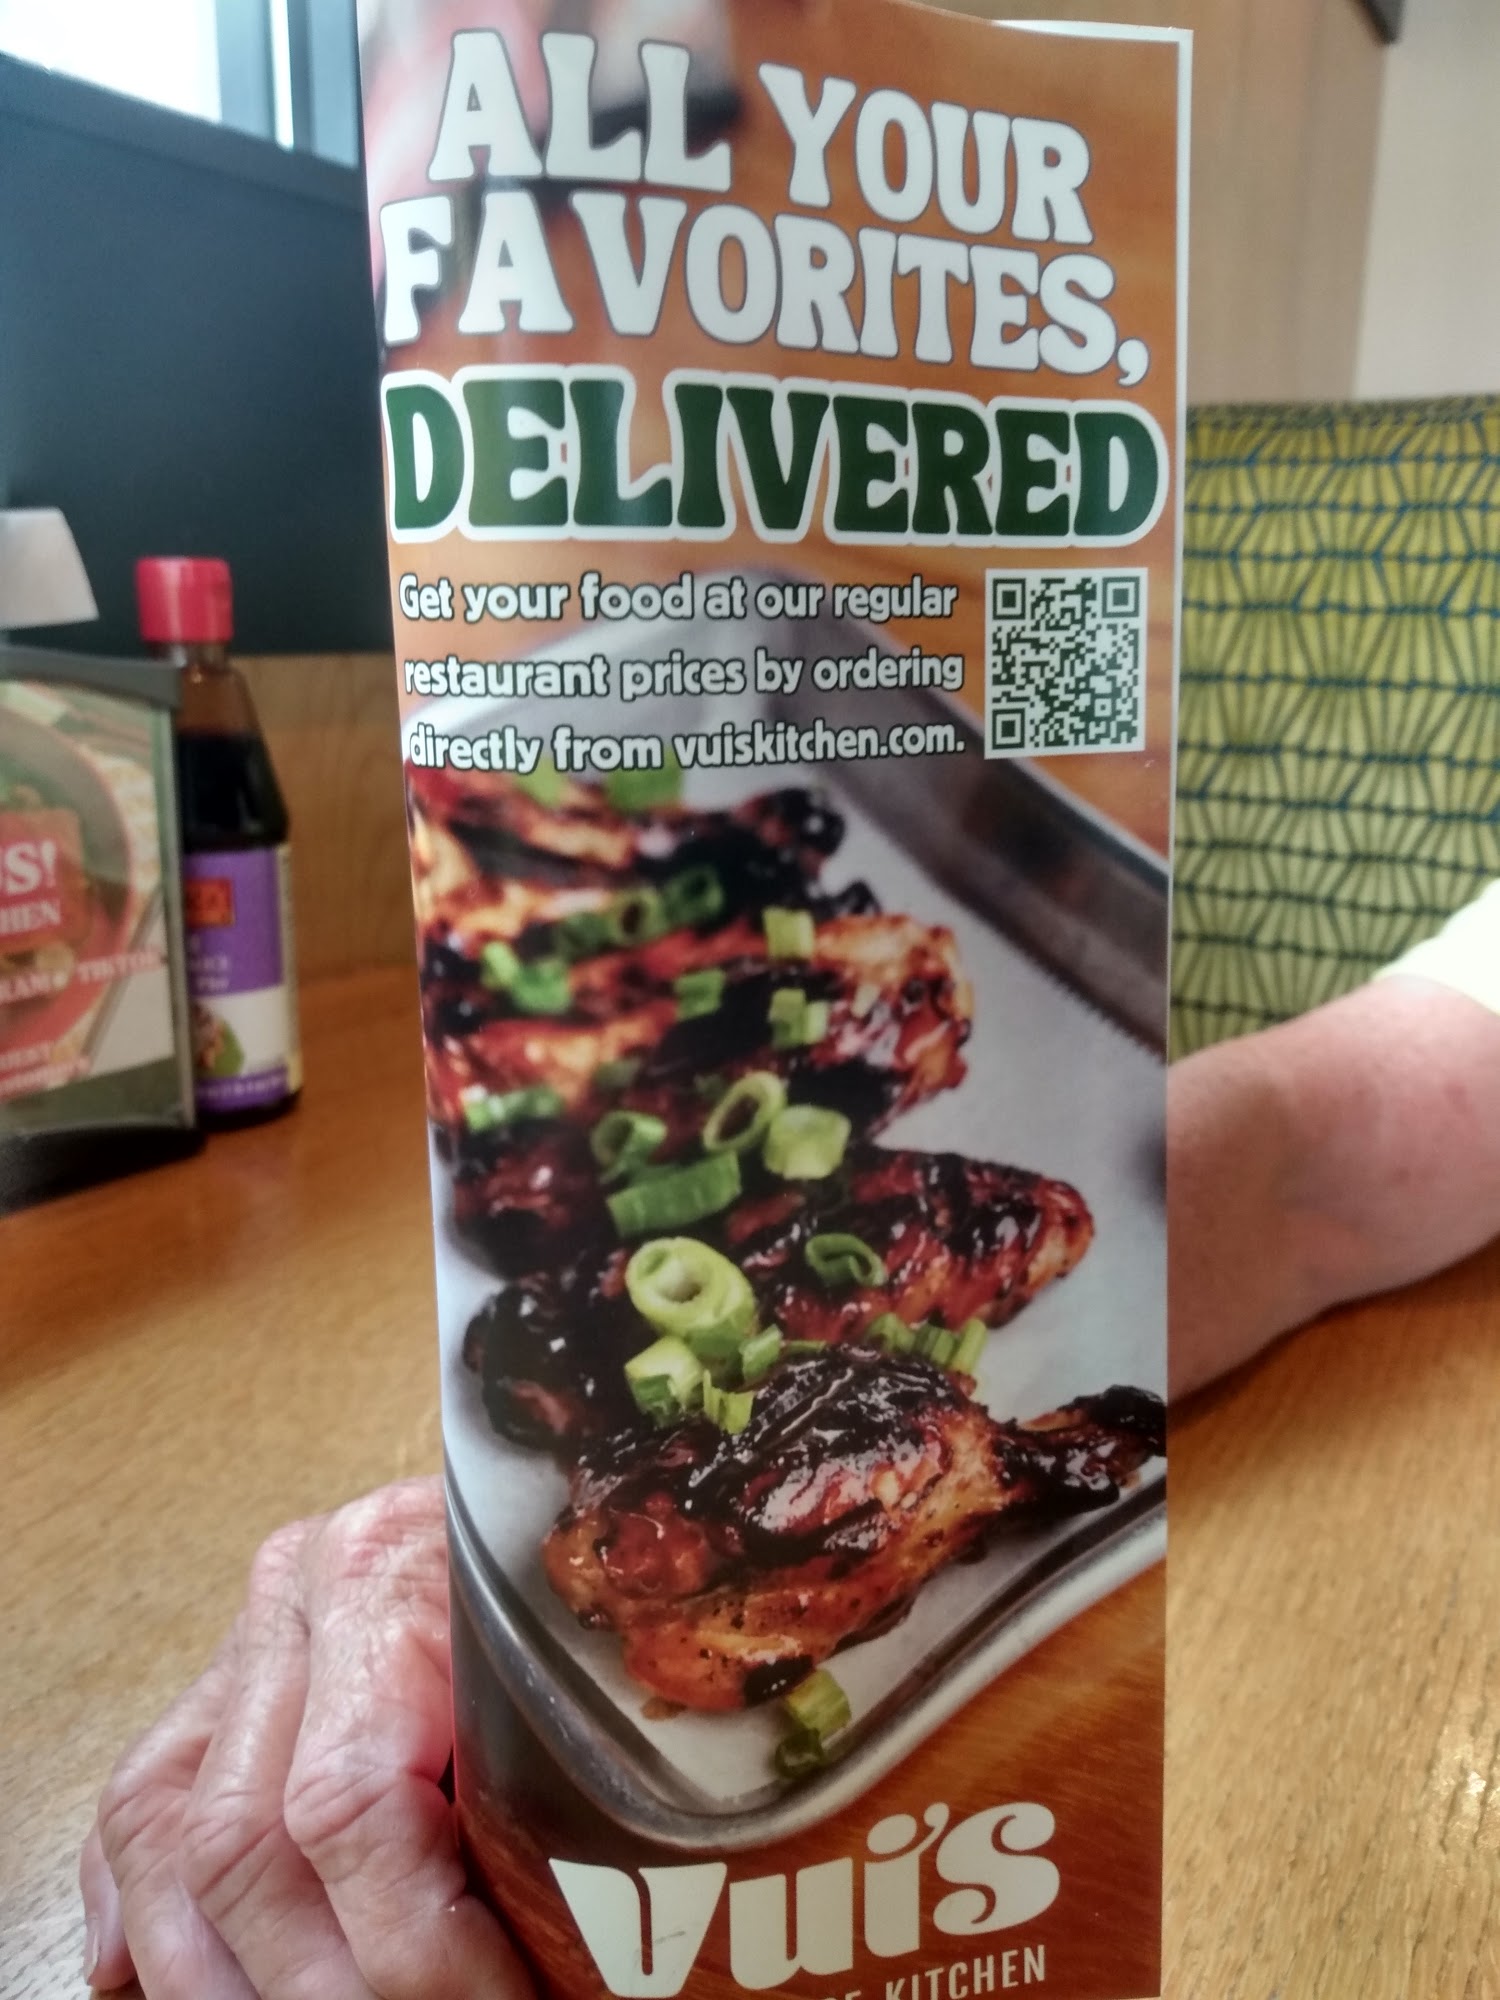 ALL YOUR
FAVORITES,
DELIVERED
Get your food at our regular
restaurant prices by ordering
directly from vuiskitchen.com.
Vui's
KITCHEN